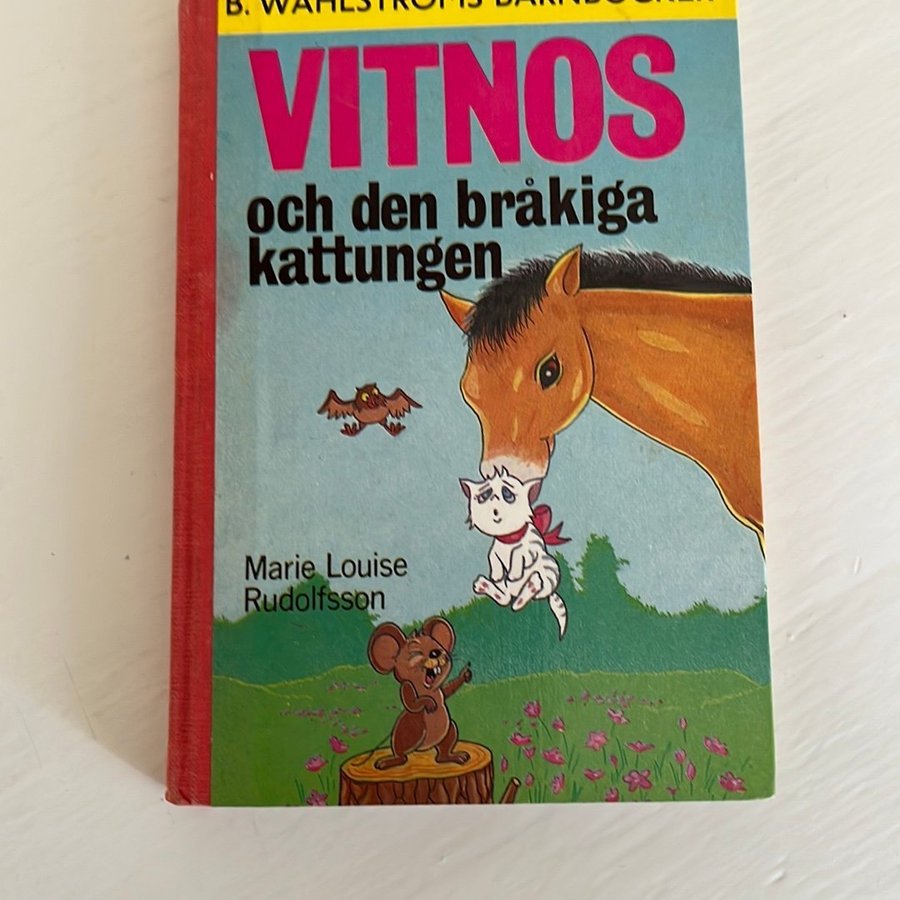 B. WAHLSTRÖMS BARNBÖCKER
VITNOS
och den bråkiga
kattungen
Marie Louise
Rudolfsson